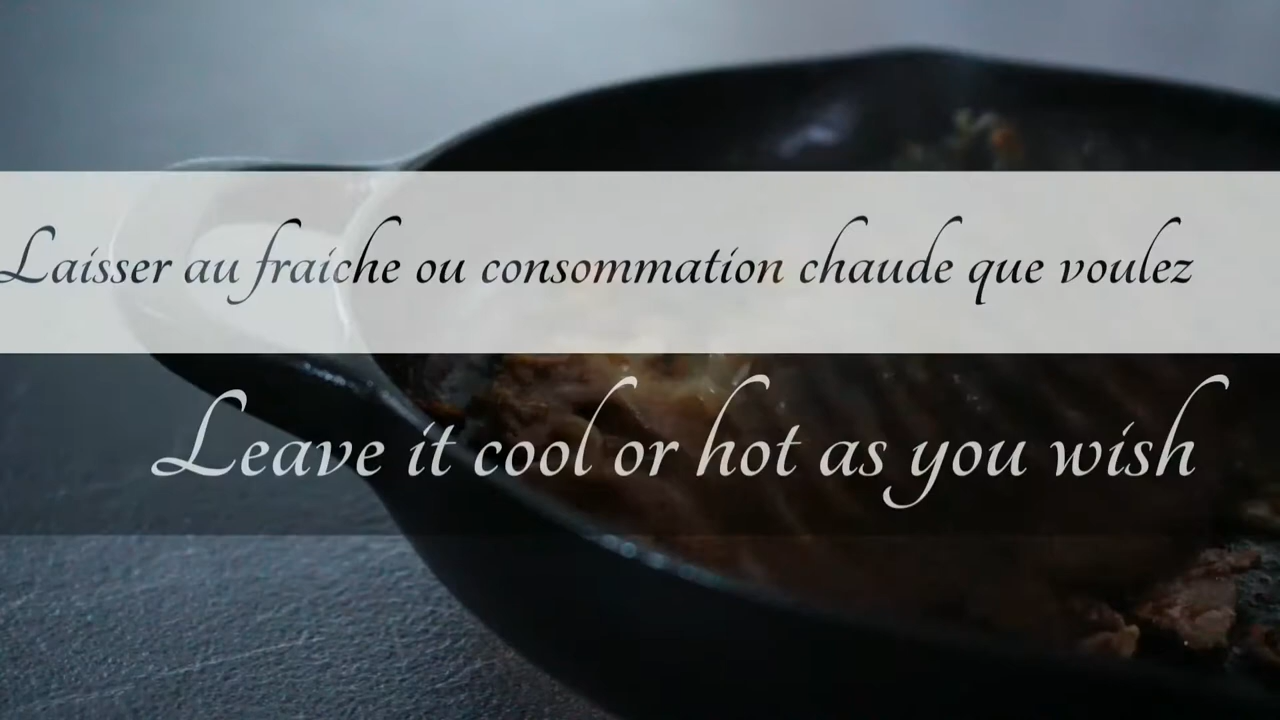 Laisser au fraiche ou consommation chaude que voulez
Leave it cool or hot as you wish